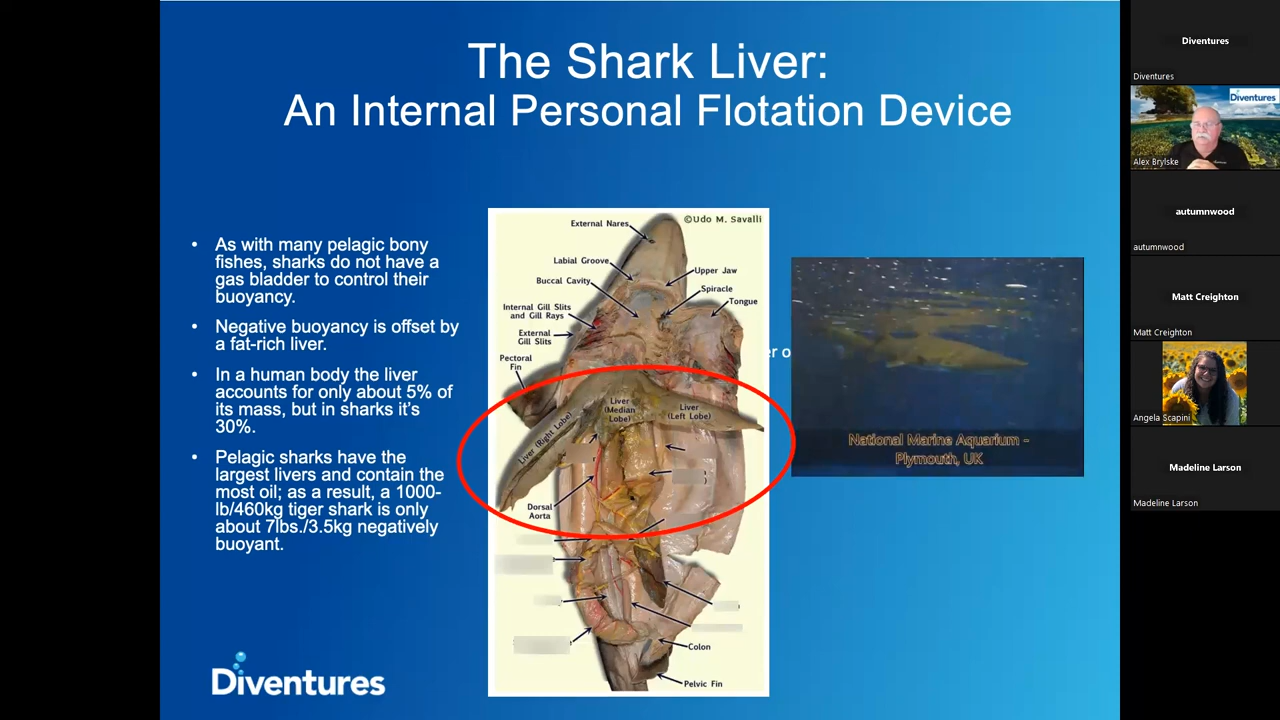 The Shark Liver:
An Internal Personal Flotation Device
• As with many pelagic bony
fishes, sharks do not have a
gas bladder to control their
buoyancy.
• Negative buoyancy is offset by
a fat-rich liver.
• In a human body the liver
accounts for only about 5% of
its mass, but in sharks it's
30%.
• Pelagic sharks have the
largest livers and contain the
most oil; as a result, a 1000-
lb/460kg tiger shark is only
about 7lbs./3.5kg negatively
buoyant.
Diventures
©Udo M. Savalli
External Nares
Labial Groove
Upper Jaw
Buccal Cavity
Spiracle
Tongue
Internal Gill Slits
and Gill Rays
External
Gill Slits
Pectoral
Fin
Liver (Right Lobe)
Liver
(Median
Lobe)
Liver
(Left Lobe)
Dorsal
Aorta
Colon
Pelvic Fin
er o
National Marine Aquarium -
Plymouth, UK
Diventures
Diventures
Diventures
Alex Brylske
autumnwood
autumnwood
Matt Creighton
Matt Creighton
Angela Scapini
Madeline Larson
Madeline Larson